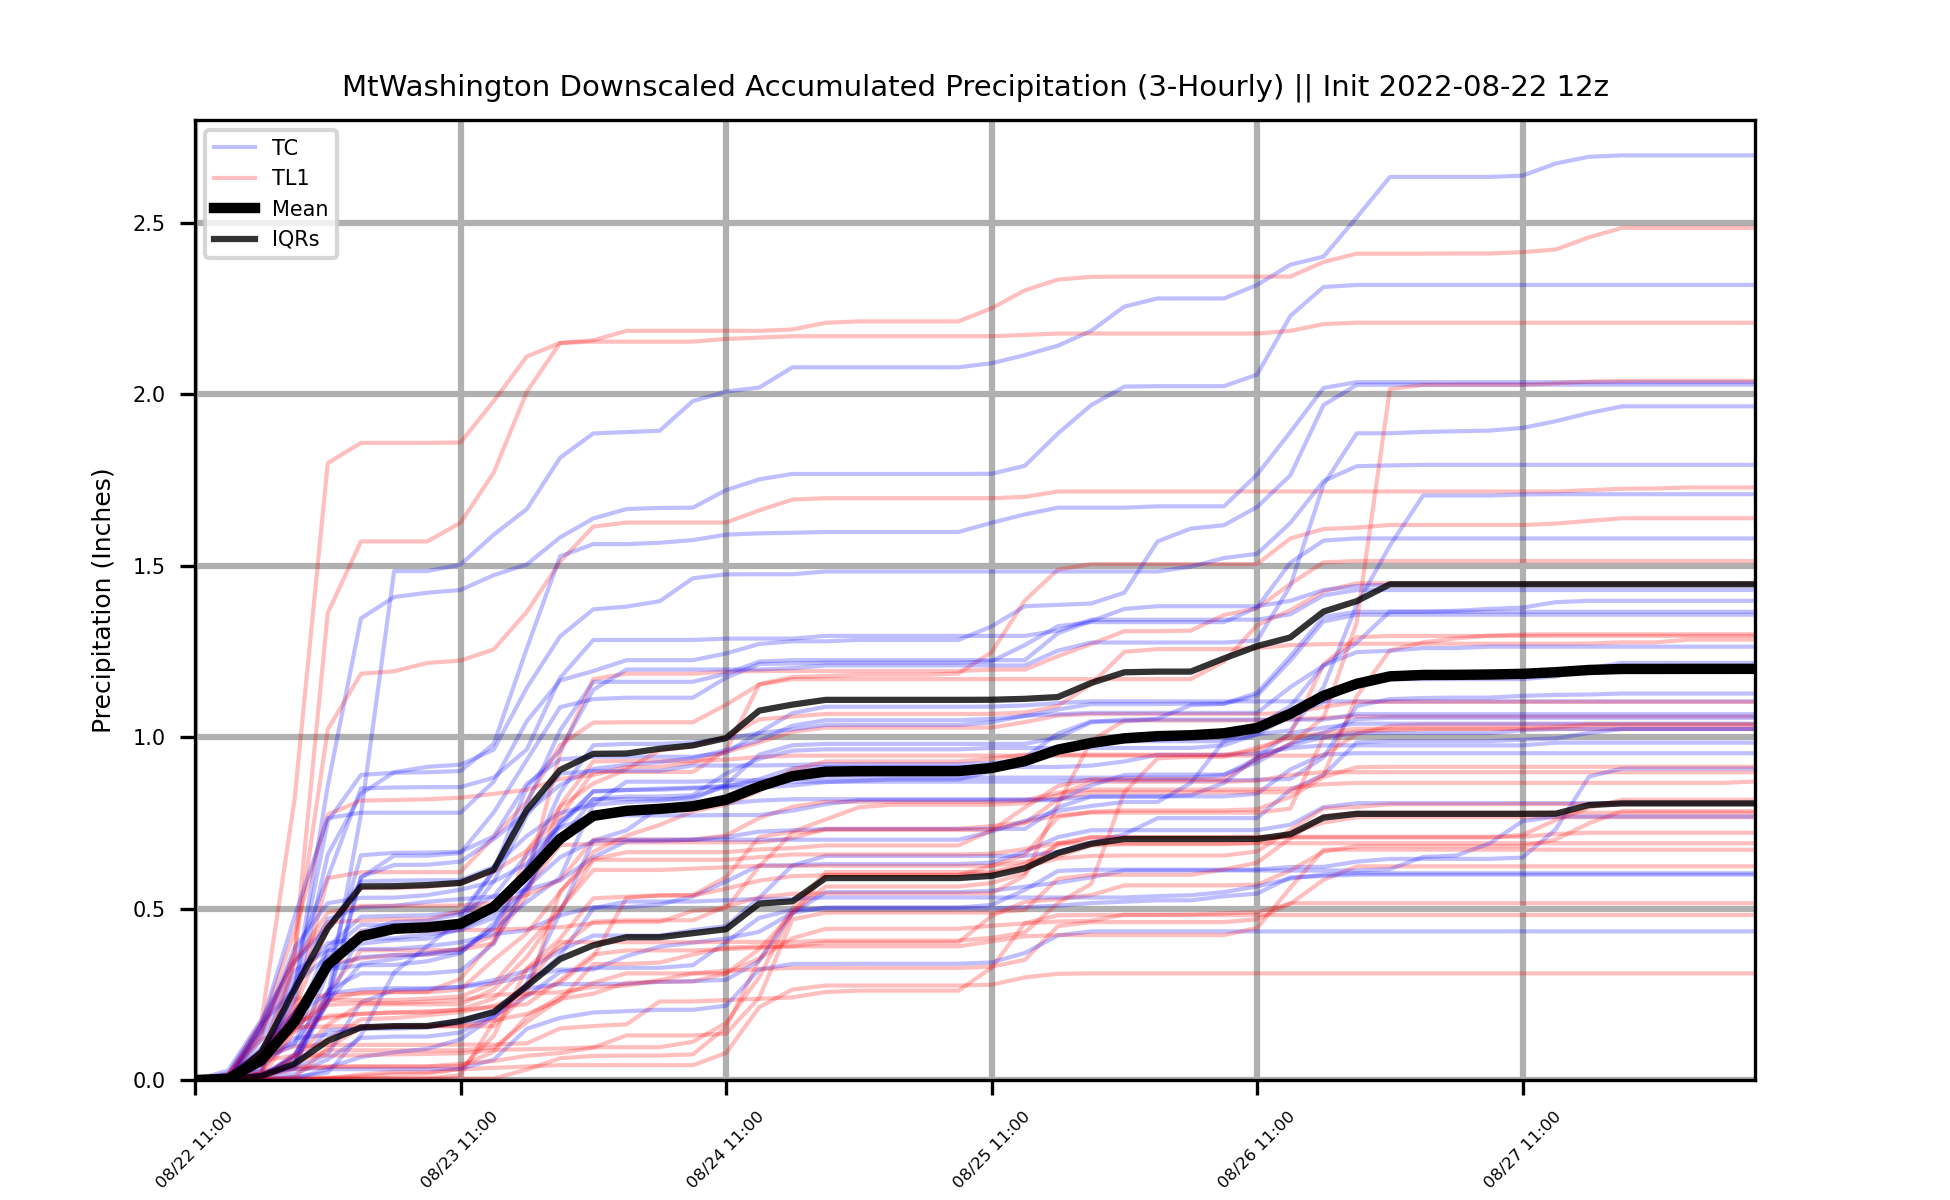 MtWashington Downscaled Accumulated Precipitation (3-Hourly) || Init 2022-08-22 12z
TC
TL1
Mean
IQRs
Precipitation (Inches)
2.5
2.0
1.5
1.0
0.5
0.0
08/22 11:00
08/23 11:00
08/24 11:00
08/25 11:00
08/26 11:00
08/27 11:00